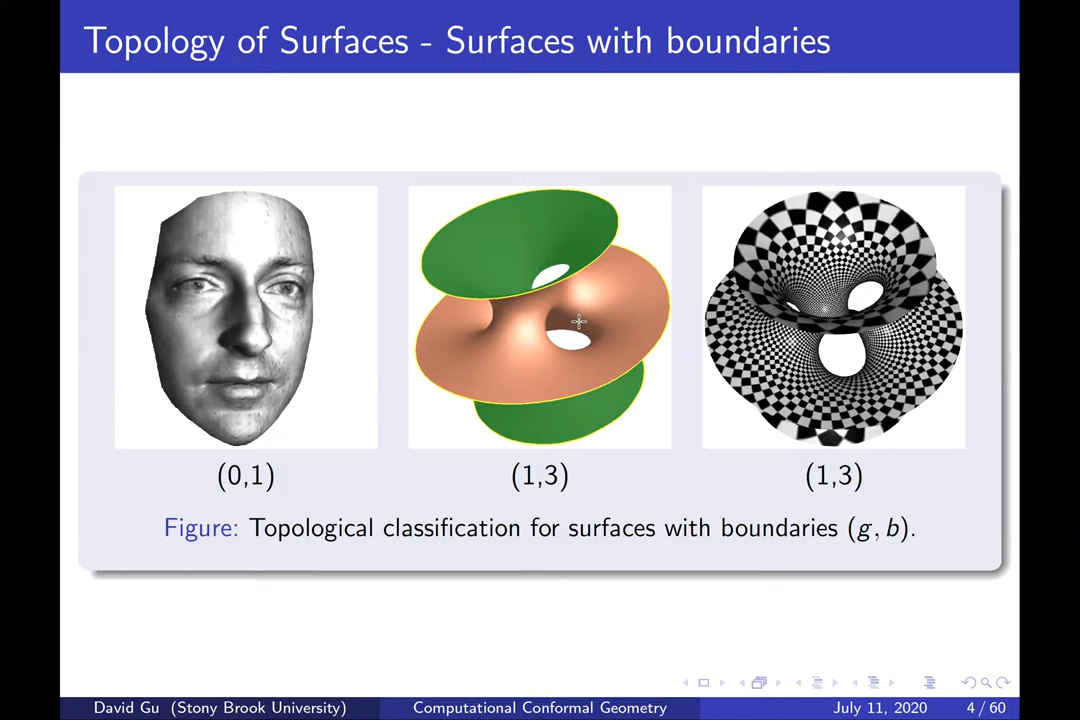 Topology of Surfaces - Surfaces with boundaries
(0,1)
(1,3)
(1,3)
Figure: Topological classification for surfaces with boundaries (g, b).
David Gu (Stony Brook University)
Computational Conformal Geometry
July 11, 2020
4 / 60